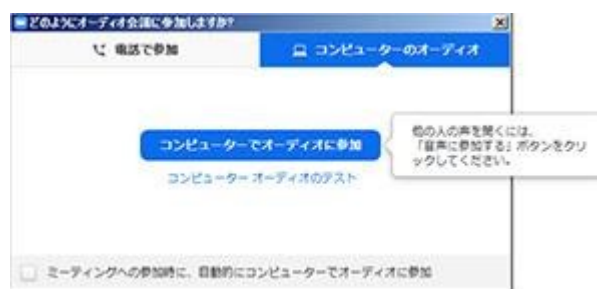 どのようにオーディオ会議に参加しますか?
電話で参加
コンピューターのオーディオ
コンピューターでオーディオに参加
他の人の声を聞くには、
「音声に参加する」ボタンをクリ
ックしてください。
コンピューター オーディオのテスト
ミーティングへの参加時に、自動的にコンピューターでオーディオに参加